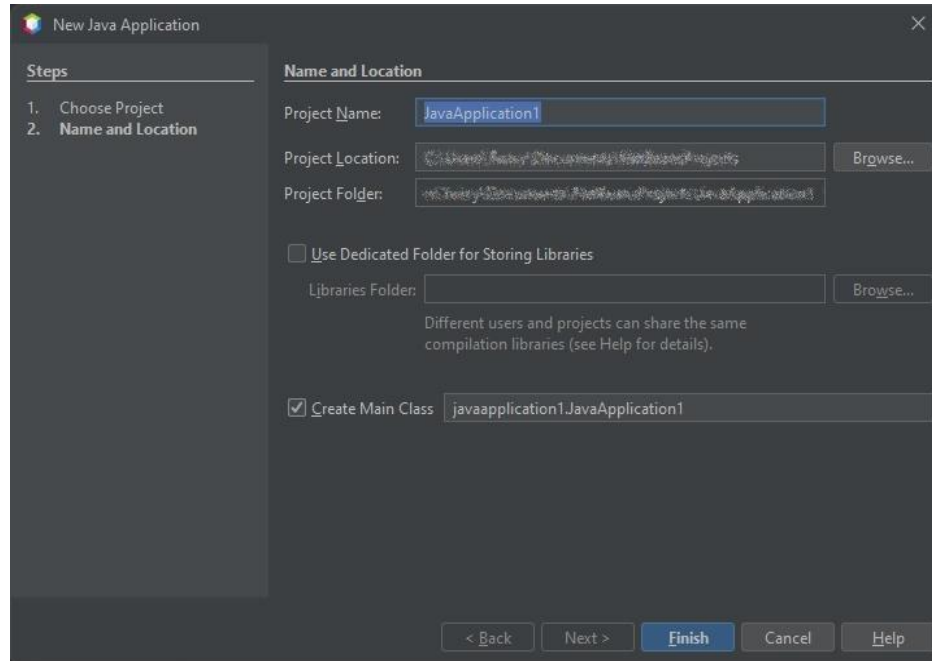 New Java Application
Steps
1. Choose Project
2. Name and Location
Name and Location
Project Name: JavaApplication1
Project Location: Browse...
Project Folder:
Use Dedicated Folder for Storing Libraries
Libraries Folder: Browse...
Different users and projects can share the same
compilation libraries (see Help for details).
Create Main Class javaapplication1.JavaApplication1
< Back Next > Finish Cancel Help